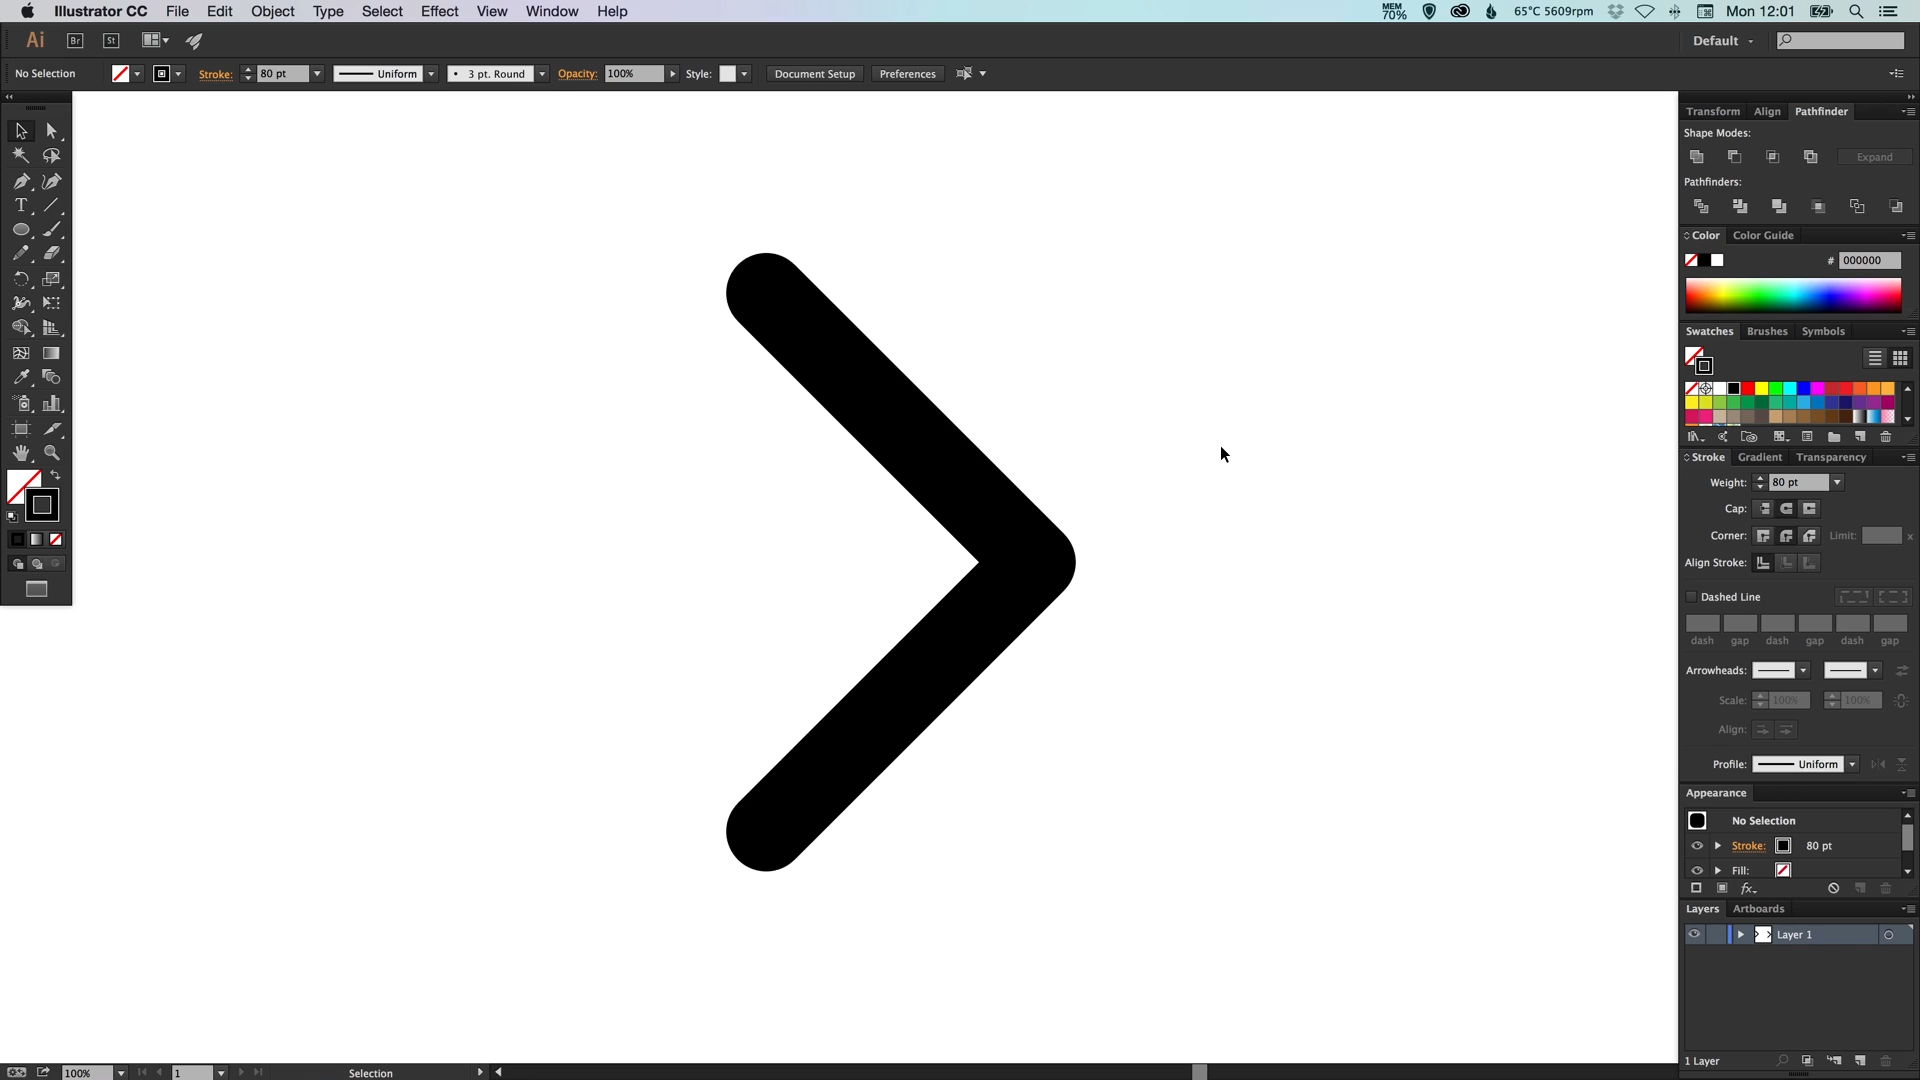 Illustrator CC File Edit Object Type Select Effect View Window Help MEM 70% 65°C 5609rpm Mon 12:01
Ai Br St Default
No Selection Stroke: 80 pt Uniform 3 pt. Round Opacity: 100% Style: Document Setup Preferences
Transform Align Pathfinder
Shape Modes:
Expand
Pathfinders:
Color Color Guide
# 000000
Swatches Brushes Symbols
Stroke Gradient Transparency
Weight: 80 pt
Cap:
Corner: Limit: x
Align Stroke:
Dashed Line
dash gap dash gap dash gap
Arrowheads:
Scale: 100% 100%
Align:
Profile: Uniform
Appearance
No Selection
Stroke: 80 pt
Fill:
fx
Layers Artboards
Layer 1
1 Layer
100% 1 Selection